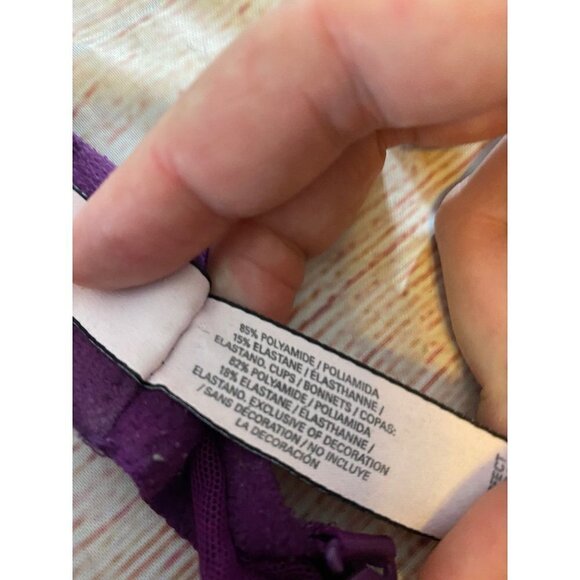 85% POLYAMIDE / POLIAMIDA
15% ELASTANE / ÉLASTHANNE /
ELASTANO. CUPS / BONNETS / COPAS:
82% POLYAMIDE / POLIAMIDA
18% ELASTANE / ÉLASTHANNE /
ELASTANO. EXCLUSIVE OF DECORATION
/ SANS DÉCORATION / NO INCLUYE
LA DECORACIÓN